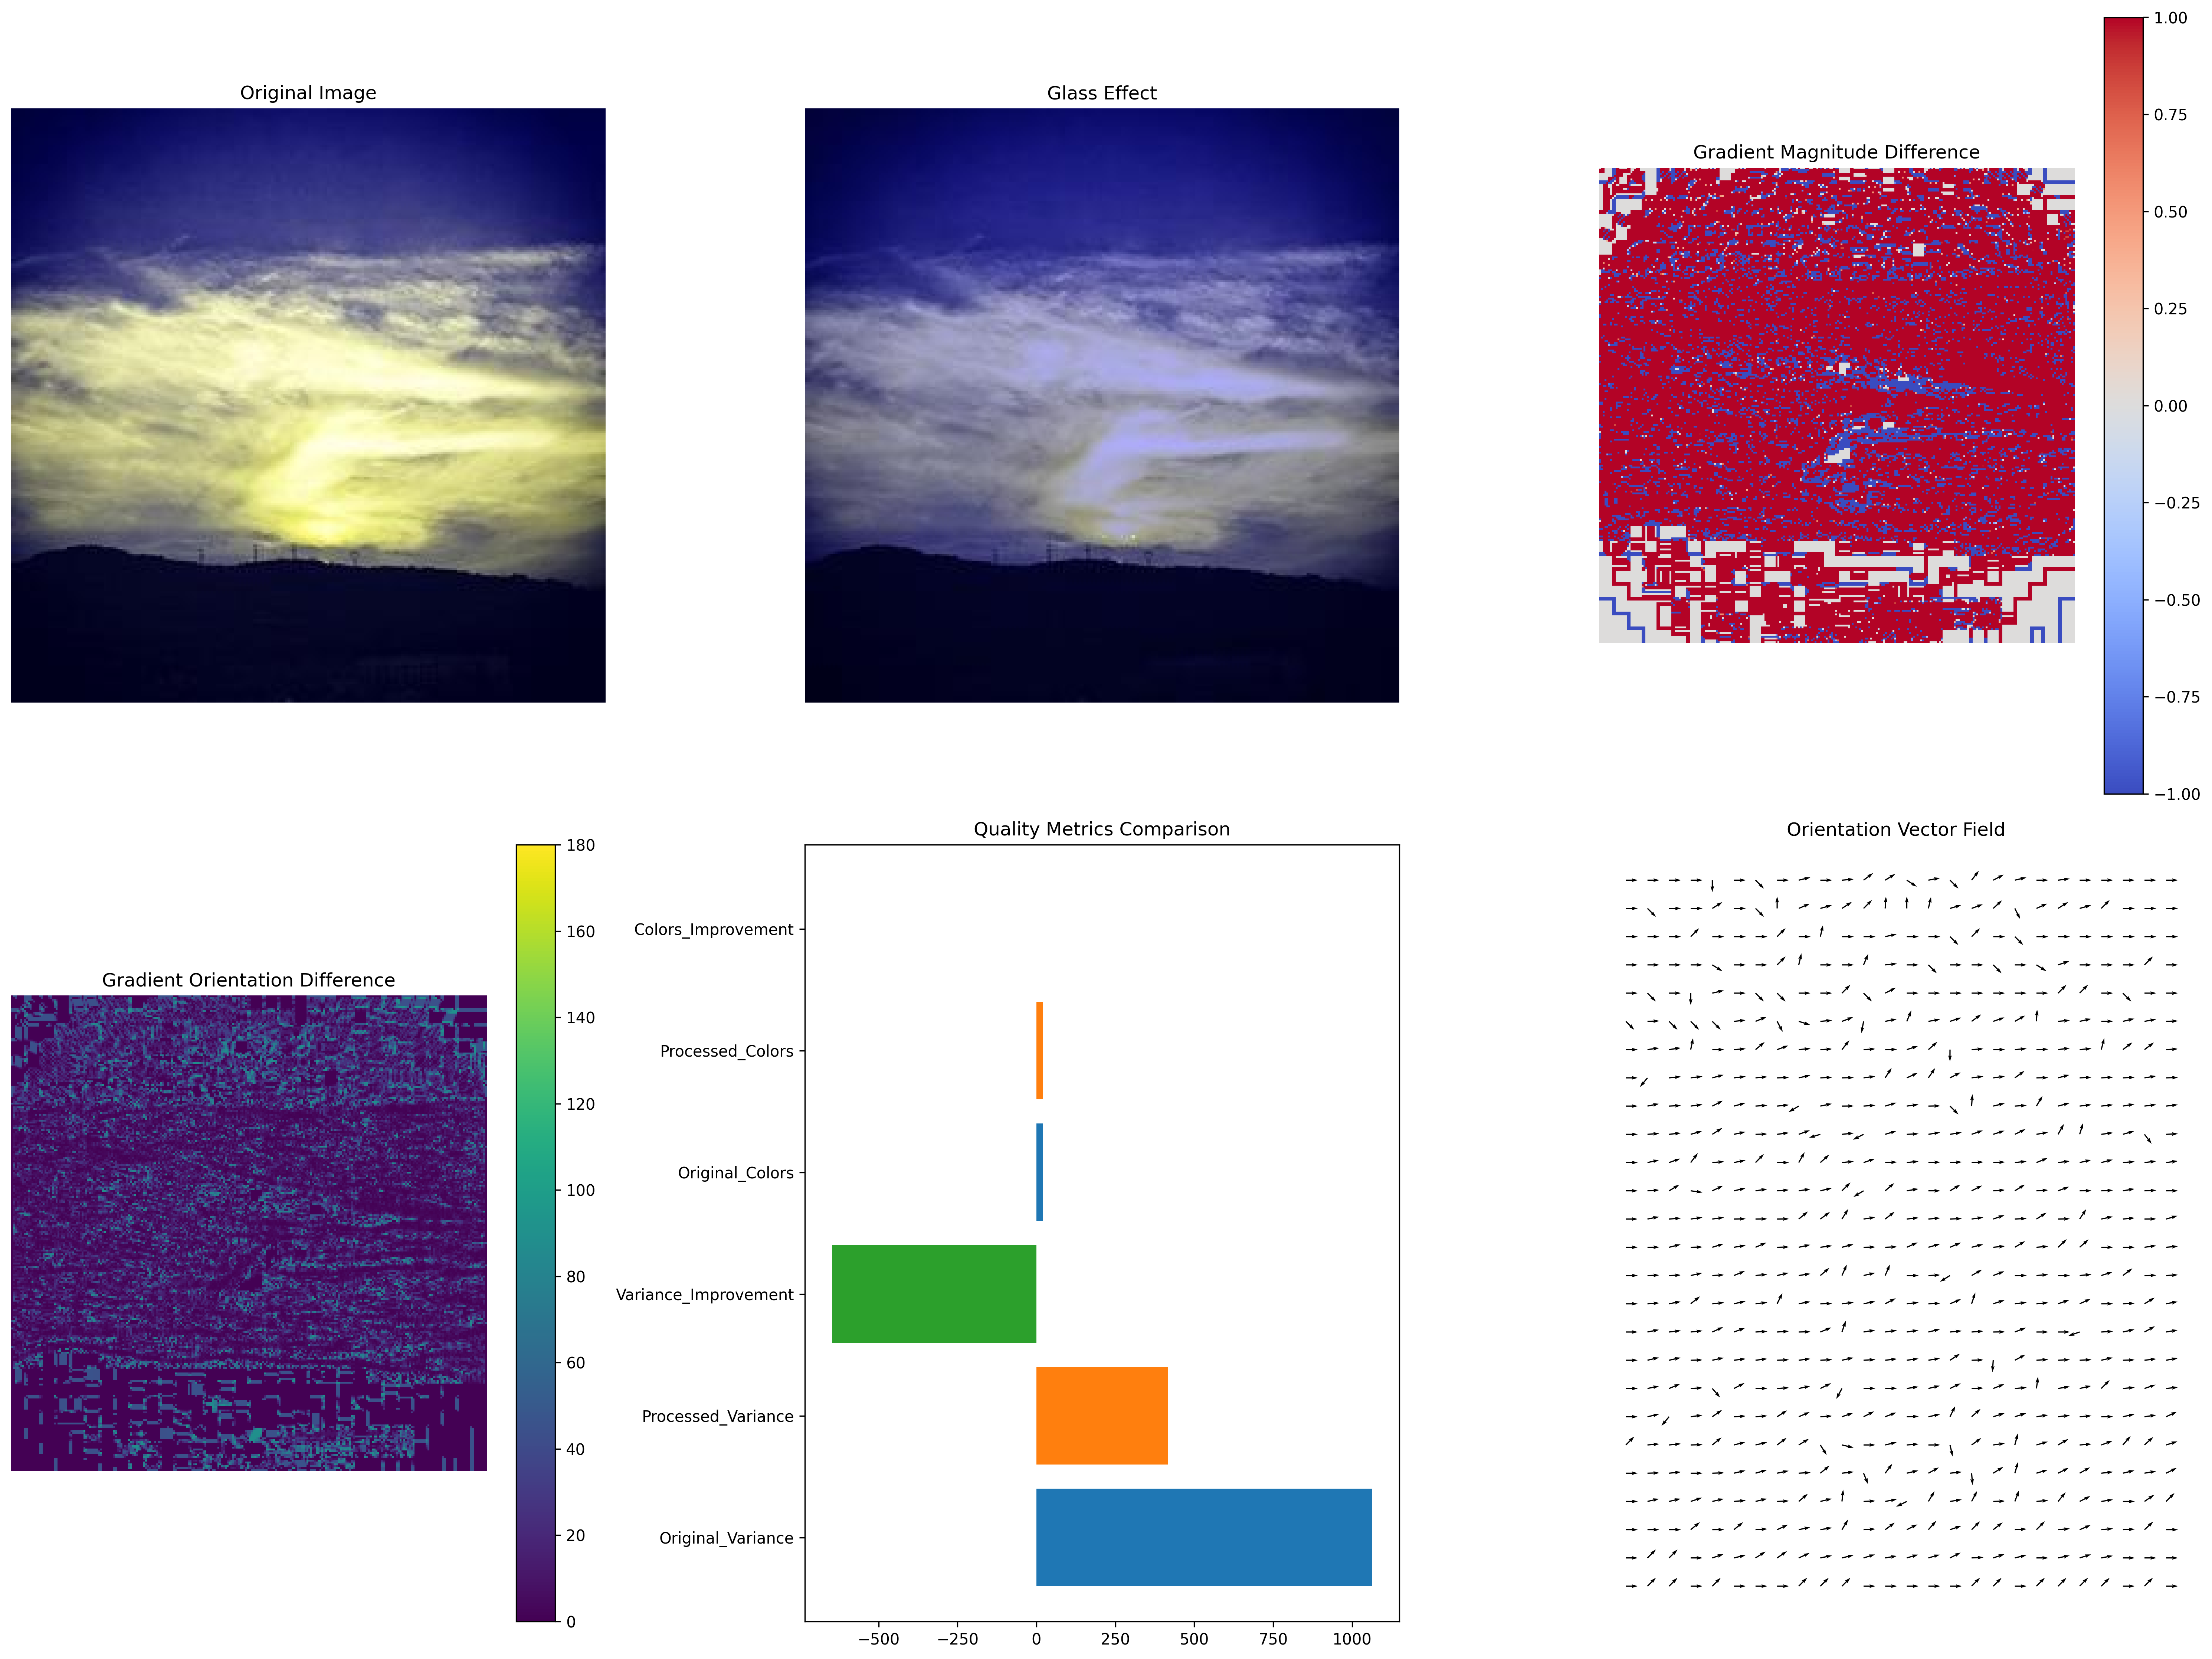 Original Image
Glass Effect
Gradient Magnitude Difference
1.00
0.75
0.50
0.25
0.00
−0.25
−0.50
−0.75
−1.00
Gradient Orientation Difference
180
160
140
120
100
80
60
40
20
0
Quality Metrics Comparison
Colors_Improvement
Processed_Colors
Original_Colors
Variance_Improvement
Processed_Variance
Original_Variance
−500
−250
0
250
500
750
1000
Orientation Vector Field